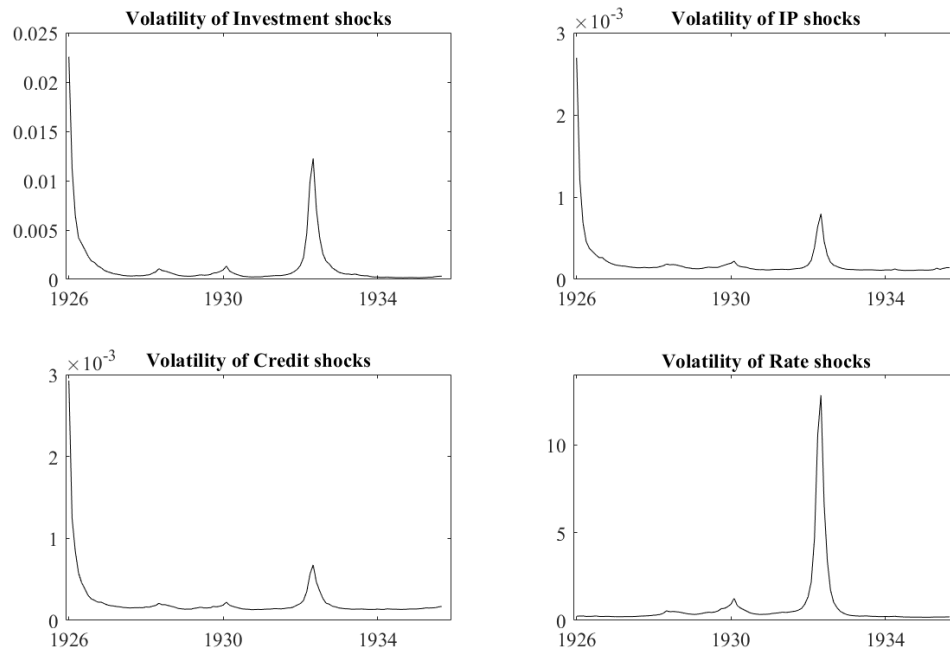 Volatility of Investment shocks
0.025
0.02
0.015
0.01
0.005
0
1926 1930 1934
×10-3 Volatility of IP shocks
3
2
1
0
1926 1930 1934
×10-3 Volatility of Credit shocks
3
2
1
0
1926 1930 1934
Volatility of Rate shocks
10
5
0
1926 1930 1934